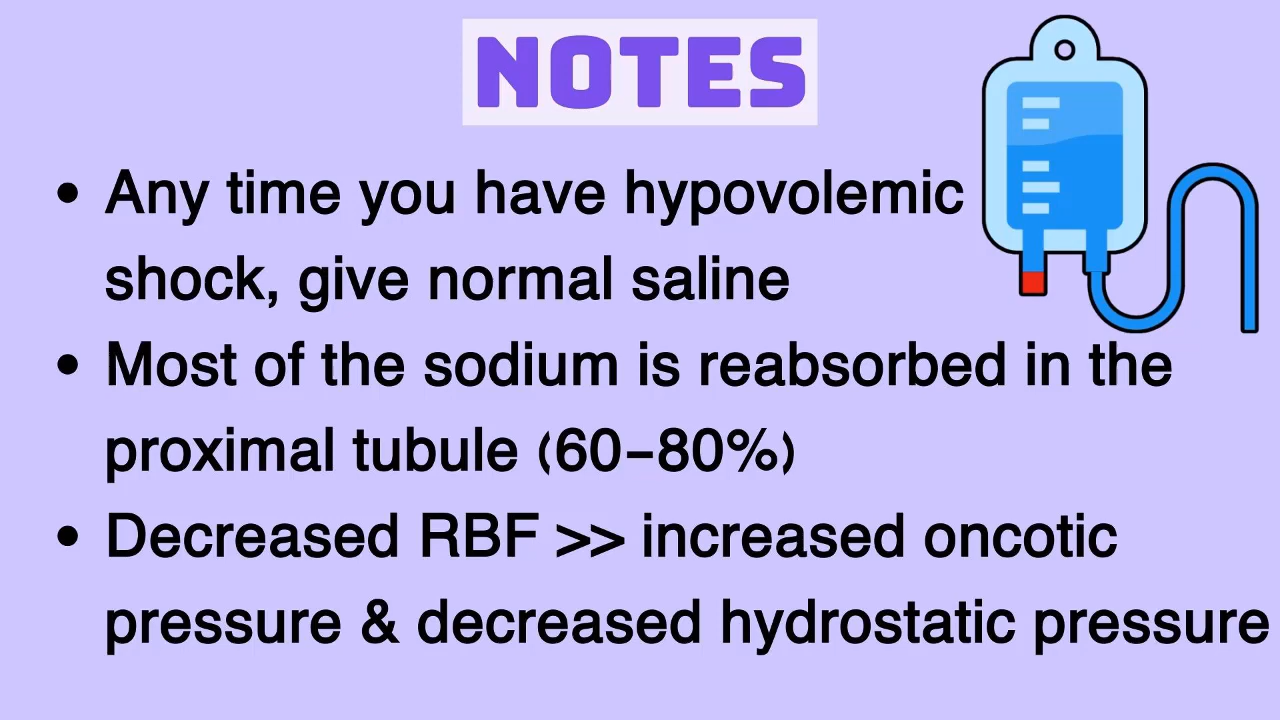 NOTES
• Any time you have hypovolemic
shock, give normal saline
• Most of the sodium is reabsorbed in the
proximal tubule (60–80%)
• Decreased RBF >> increased oncotic
pressure & decreased hydrostatic pressure